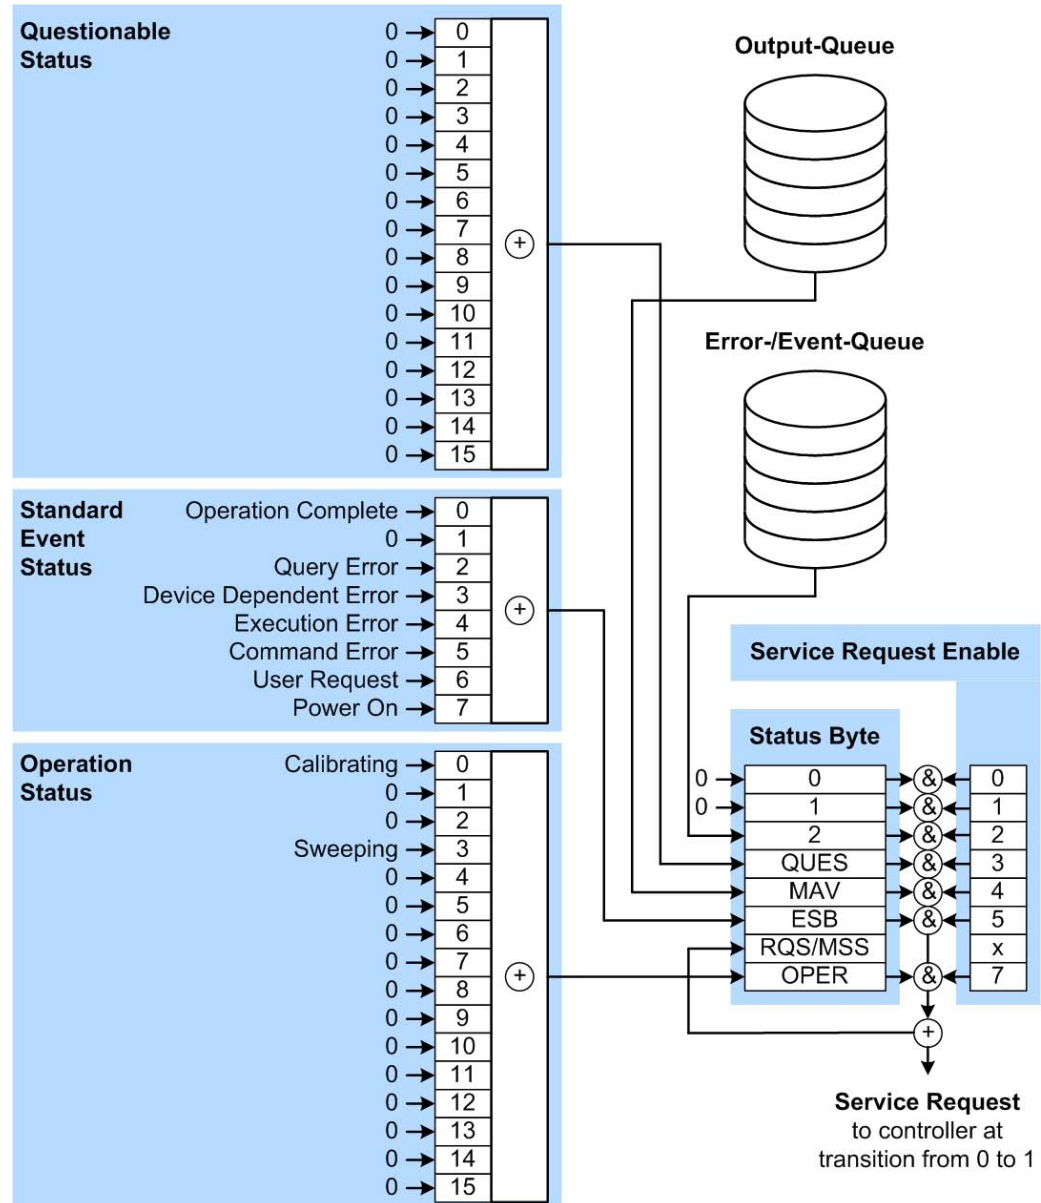 Questionable
Status
0 0
0 1
0 2
0 3
0 4
0 5
0 6
0 7
0 8
0 9
0 10
0 11
0 12
0 13
0 14
0 15
+
Output-Queue
Error-/Event-Queue
Standard
Event
Status
Operation Complete 0
0 1
Query Error 2
Device Dependent Error 3
Execution Error 4
Command Error 5
User Request 6
Power On 7
+
Operation
Status
Calibrating 0
0 1
0 2
Sweeping 3
0 4
0 5
0 6
0 7
0 8
0 9
0 10
0 11
0 12
0 13
0 14
0 15
+
Service Request Enable
Status Byte
0 0 & 0
0 1 & 1
2 & 2
QUES & 3
MAV & 4
ESB & 5
RQS/MSS x
OPER & 7
+
Service Request
to controller at
transition from 0 to 1